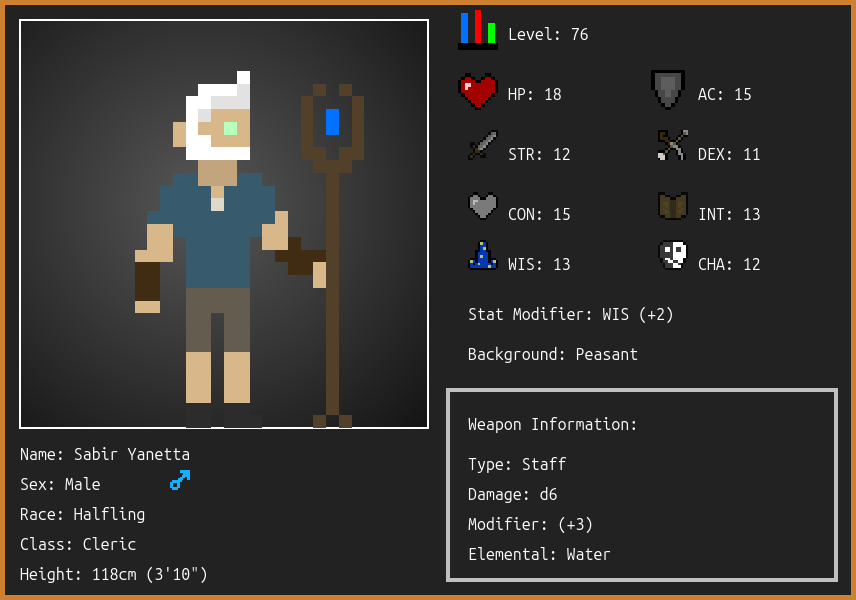 Level: 76
HP: 18
AC: 15
STR: 12
DEX: 11
CON: 15
INT: 13
WIS: 13
CHA: 12
Stat Modifier: WIS (+2)
Background: Peasant
Name: Sabir Yanetta
Sex: Male
Race: Halfling
Class: Cleric
Height: 118cm (3'10")
Weapon Information:
Type: Staff
Damage: d6
Modifier: (+3)
Elemental: Water